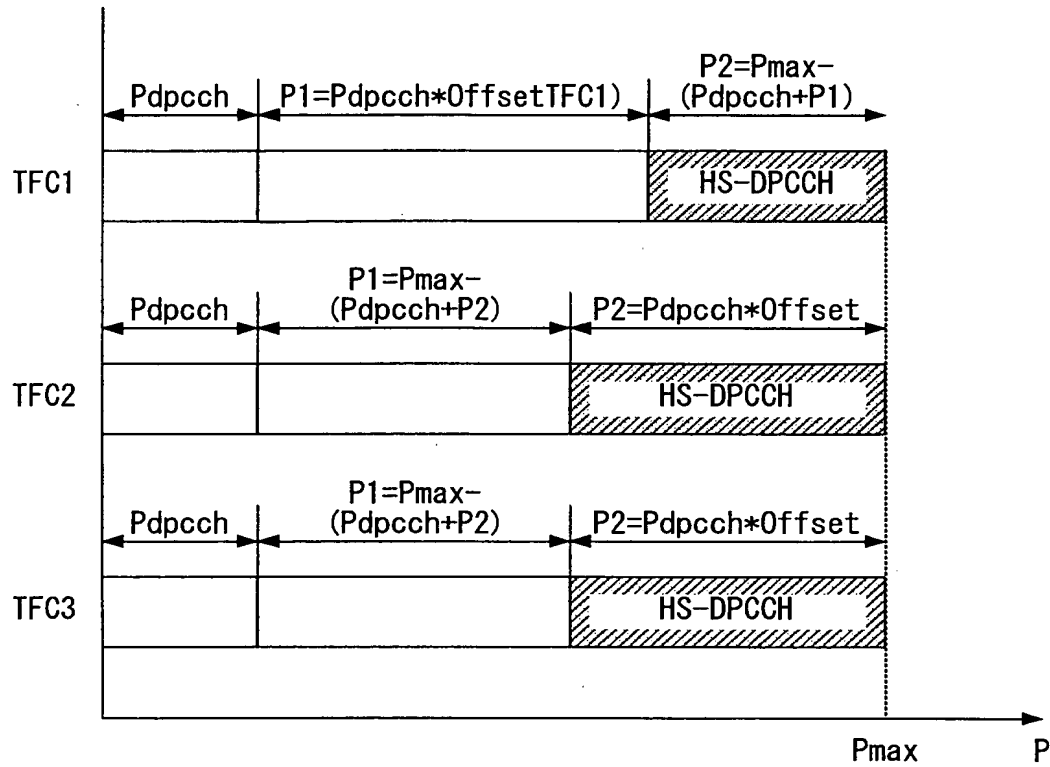 P2=Pmax-
Pdpcch P1=Pdpcch*OffsetTFC1) (Pdpcch+P1)
TFC1 HS-DPCCH
P1=Pmax-
Pdpcch (Pdpcch+P2) P2=Pdpcch*Offset
TFC2 HS-DPCCH
P1=Pmax-
Pdpcch (Pdpcch+P2) P2=Pdpcch*Offset
TFC3 HS-DPCCH
Pmax P